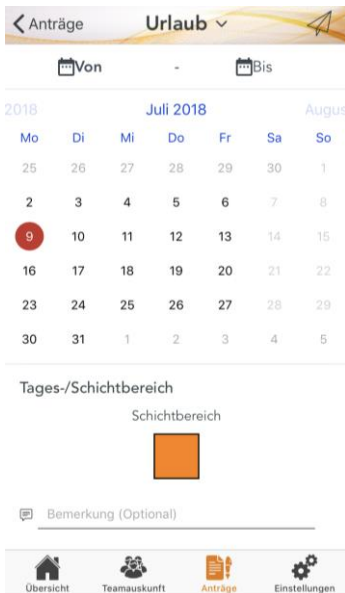 Anträge Urlaub
Von - Bis
2018 Juli 2018 Augus
Mo Di Mi Do Fr Sa So
25 26 27 28 29 30 1
2 3 4 5 6 7 8
9 10 11 12 13 14 15
16 17 18 19 20 21 22
23 24 25 26 27 28 29
30 31 1 2 3 4 5
Tages-/Schichtbereich
Schichtbereich
Bemerkung (Optional)
Übersicht Teamauskunft Anträge Einstellungen